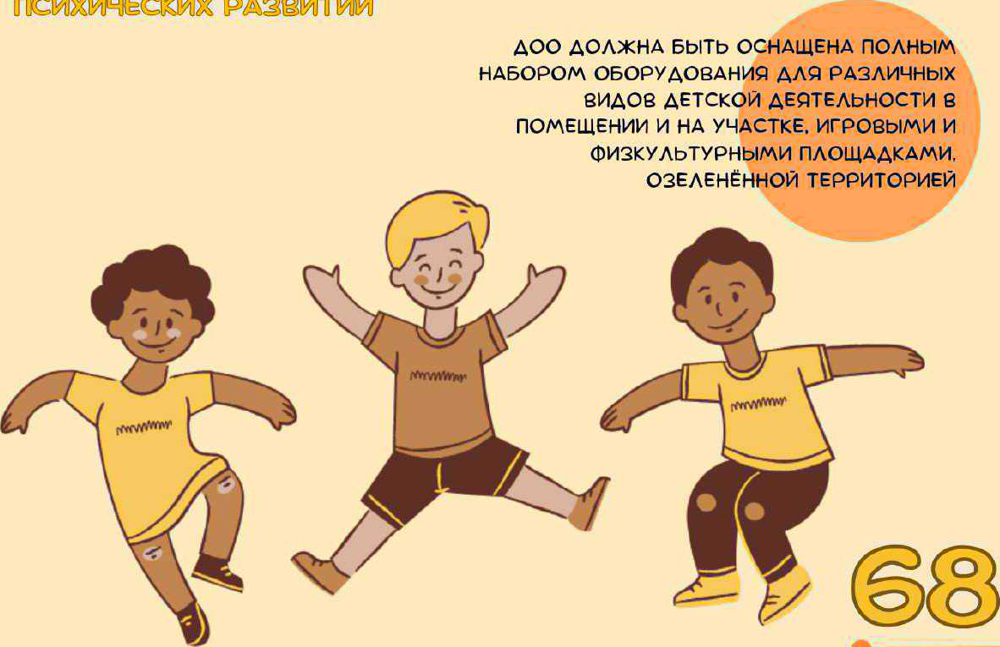 ПСИХИЧЕСКИХ РАЗВИТИЙ
ДОО ДОЛЖНА БЫТЬ ОСНАЩЕНА ПОЛНЫМ
НАБОРОМ ОБОРУДОВАНИЯ ДЛЯ РАЗЛИЧНЫХ
ВИДОВ ДЕТСКОЙ ДЕЯТЕЛЬНОСТИ В
ПОМЕЩЕНИИ И НА УЧАСТКЕ, ИГРОВЫМИ И
ФИЗКУЛЬТУРНЫМИ ПЛОЩАДКАМИ,
ОЗЕЛЕНЁННОЙ ТЕРРИТОРИЕЙ
68